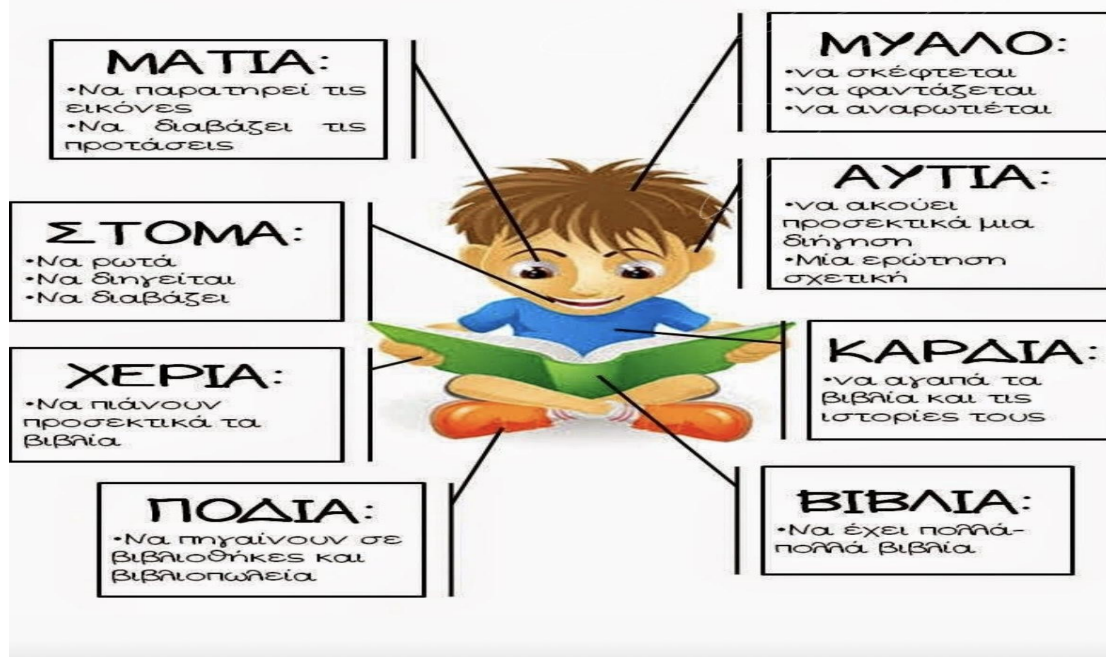 ΜΑΤΙΑ:
•Να παρατηρεί τις
εικόνες
•Να διαβάζει τις
προτάσεις
ΣΤΟΜΑ:
•Να ρωτά
•Να διηγείται
•Να διαβάζει
ΧΕΡΙΑ:
•Να πιάνουν
προσεκτικά τα
βιβλία
ΠΟΔΙΑ:
•Να πηγαίνουν σε
βιβλιοθήκες και
βιβλιοπωλεία
ΜΥΑΛΟ:
•να σκέφτεται
•να φαντάζεται
•να αναρωτιέται
ΑΥΤΙΑ:
•να ακούει
προσεκτικά μια
διήγηση
•Μία ερώτηση
σχετική
ΚΑΡΔΙΑ:
•να αγαπά τα
βιβλία και τις
ιστορίες τους
ΒΙΒΛΙΑ:
•Να έχει πολλά-
πολλά βιβλία